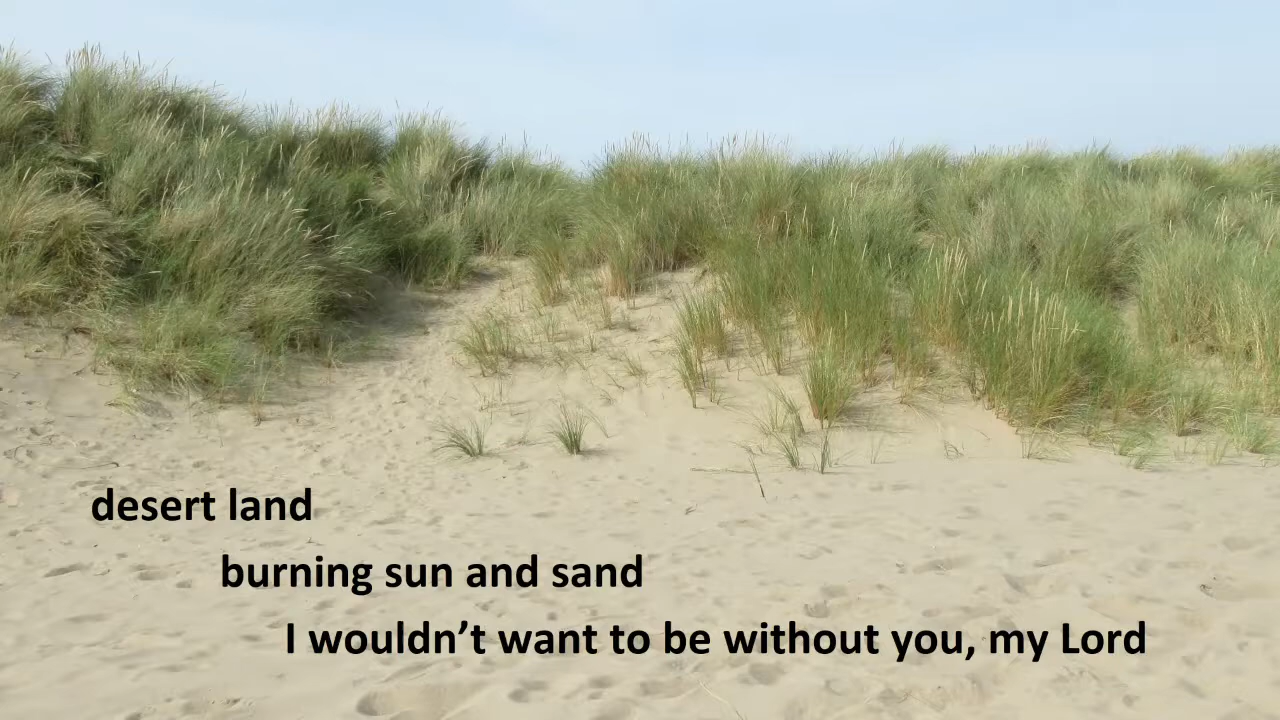 desert land
burning sun and sand
I wouldn’t want to be without you, my Lord